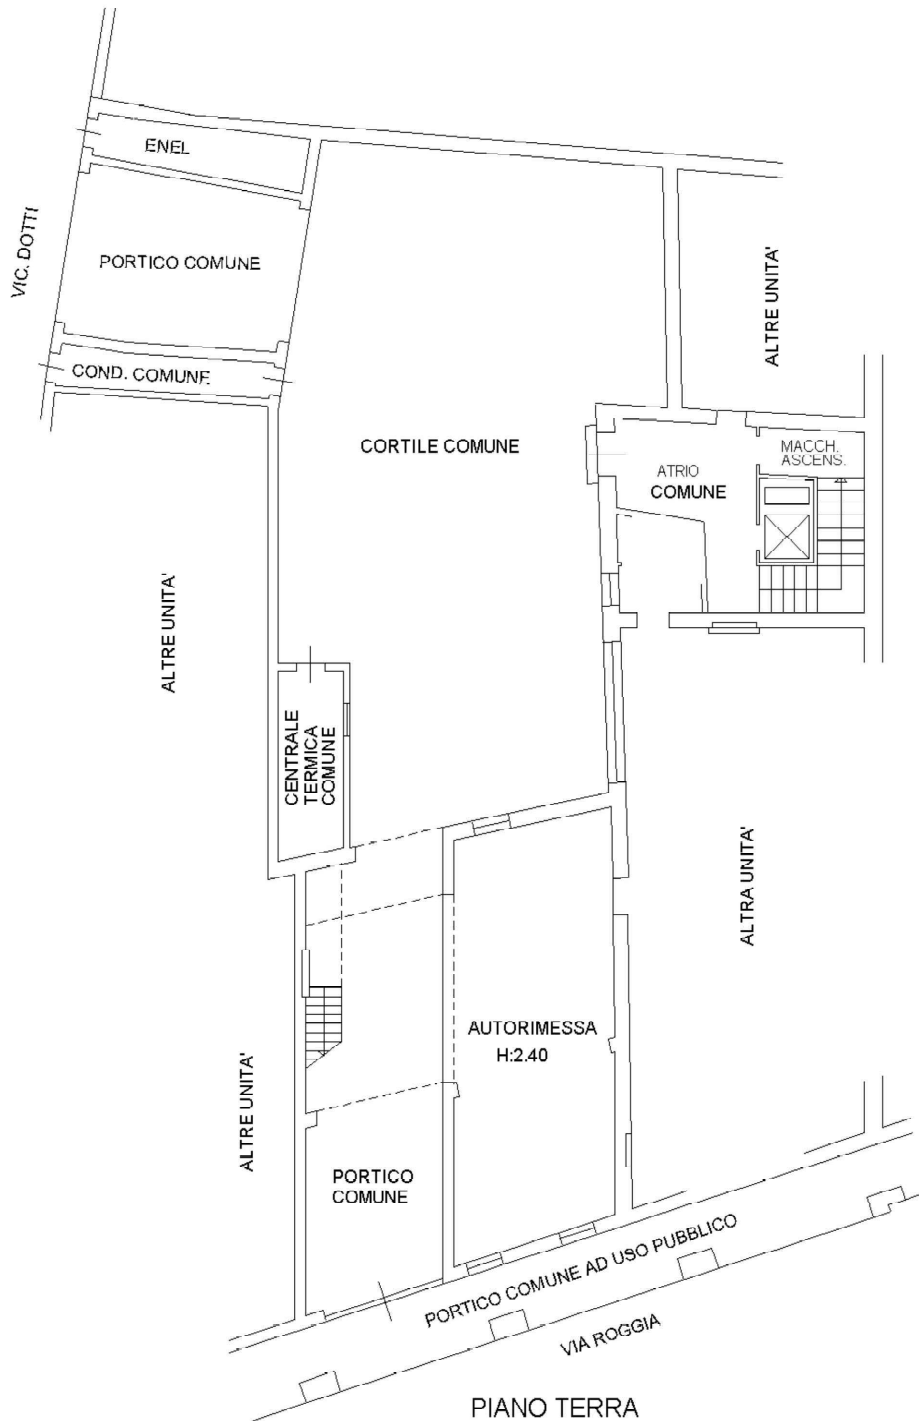 ENEL
VIC. DOTTI
PORTICO COMUNE
ALTRE UNITA'
COND. COMUNE
CORTILE COMUNE
MACCH.
ASCENS.
ATRIO
COMUNE
ALTRE UNITA'
CENTRALE
TERMICA
COMUNE
ALTRA UNITA'
AUTORIMESSA
H:2.40
ALTRE UNITA'
PORTICO
COMUNE
PORTICO COMUNE AD USO PUBBLICO
VIA ROGGIA
PIANO TERRA